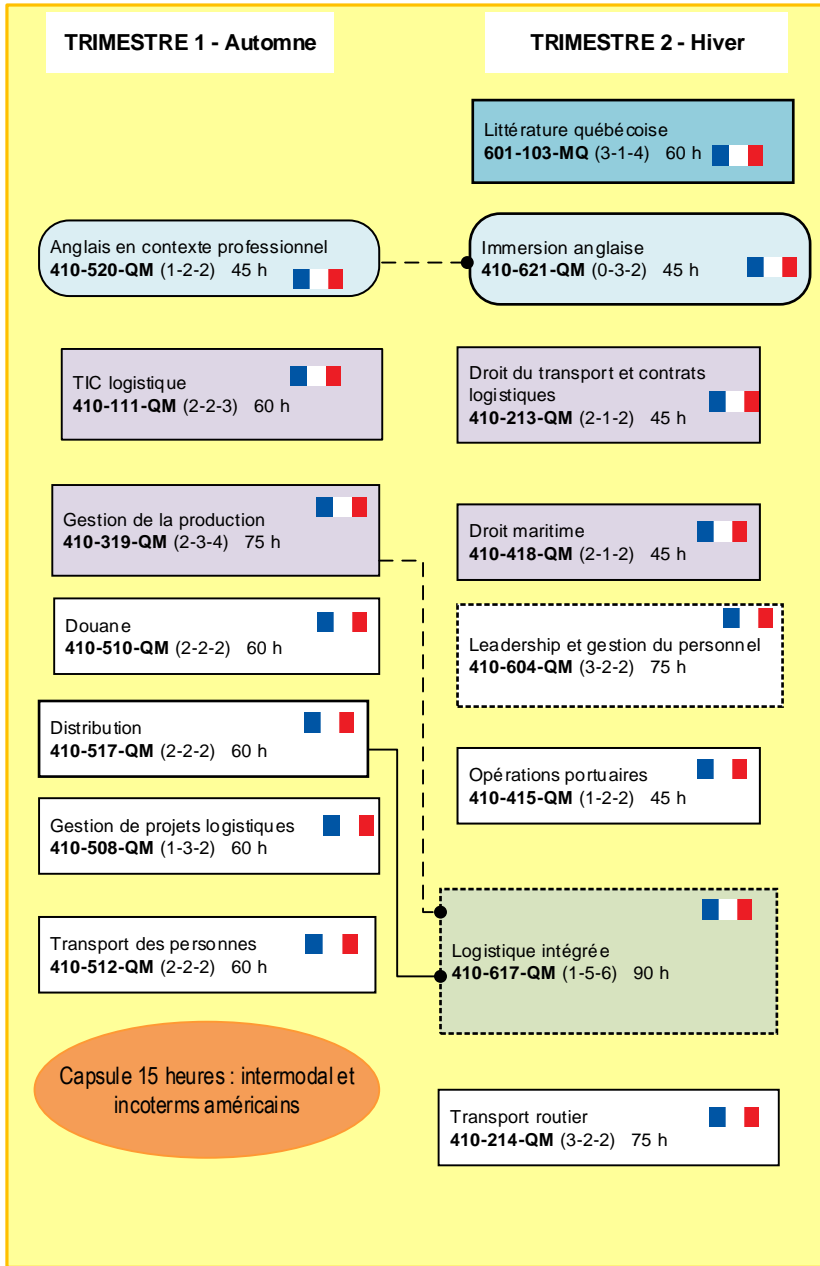 TRIMESTRE 1 - Automne
Anglais en contexte professionnel
410-520-QM (1-2-2) 45 h
TIC logistique
410-111-QM (2-2-3) 60 h
Gestion de la production
410-319-QM (2-3-4) 75 h
Douane
410-510-QM (2-2-2) 60 h
Distribution
410-517-QM (2-2-2) 60 h
Gestion de projets logistiques
410-508-QM (1-3-2) 60 h
Transport des personnes
410-512-QM (2-2-2) 60 h
Capsule 15 heures : intermodal et
incoterms américains
TRIMESTRE 2 - Hiver
Littérature québécoise
601-103-MQ (3-1-4) 60 h
Immersion anglaise
410-621-QM (0-3-2) 45 h
Droit du transport et contrats
logistiques
410-213-QM (2-1-2) 45 h
Droit maritime
410-418-QM (2-1-2) 45 h
Leadership et gestion du personnel
410-604-QM (3-2-2) 75 h
Opérations portuaires
410-415-QM (1-2-2) 45 h
Logistique intégrée
410-617-QM (1-5-6) 90 h
Transport routier
410-214-QM (3-2-2) 75 h